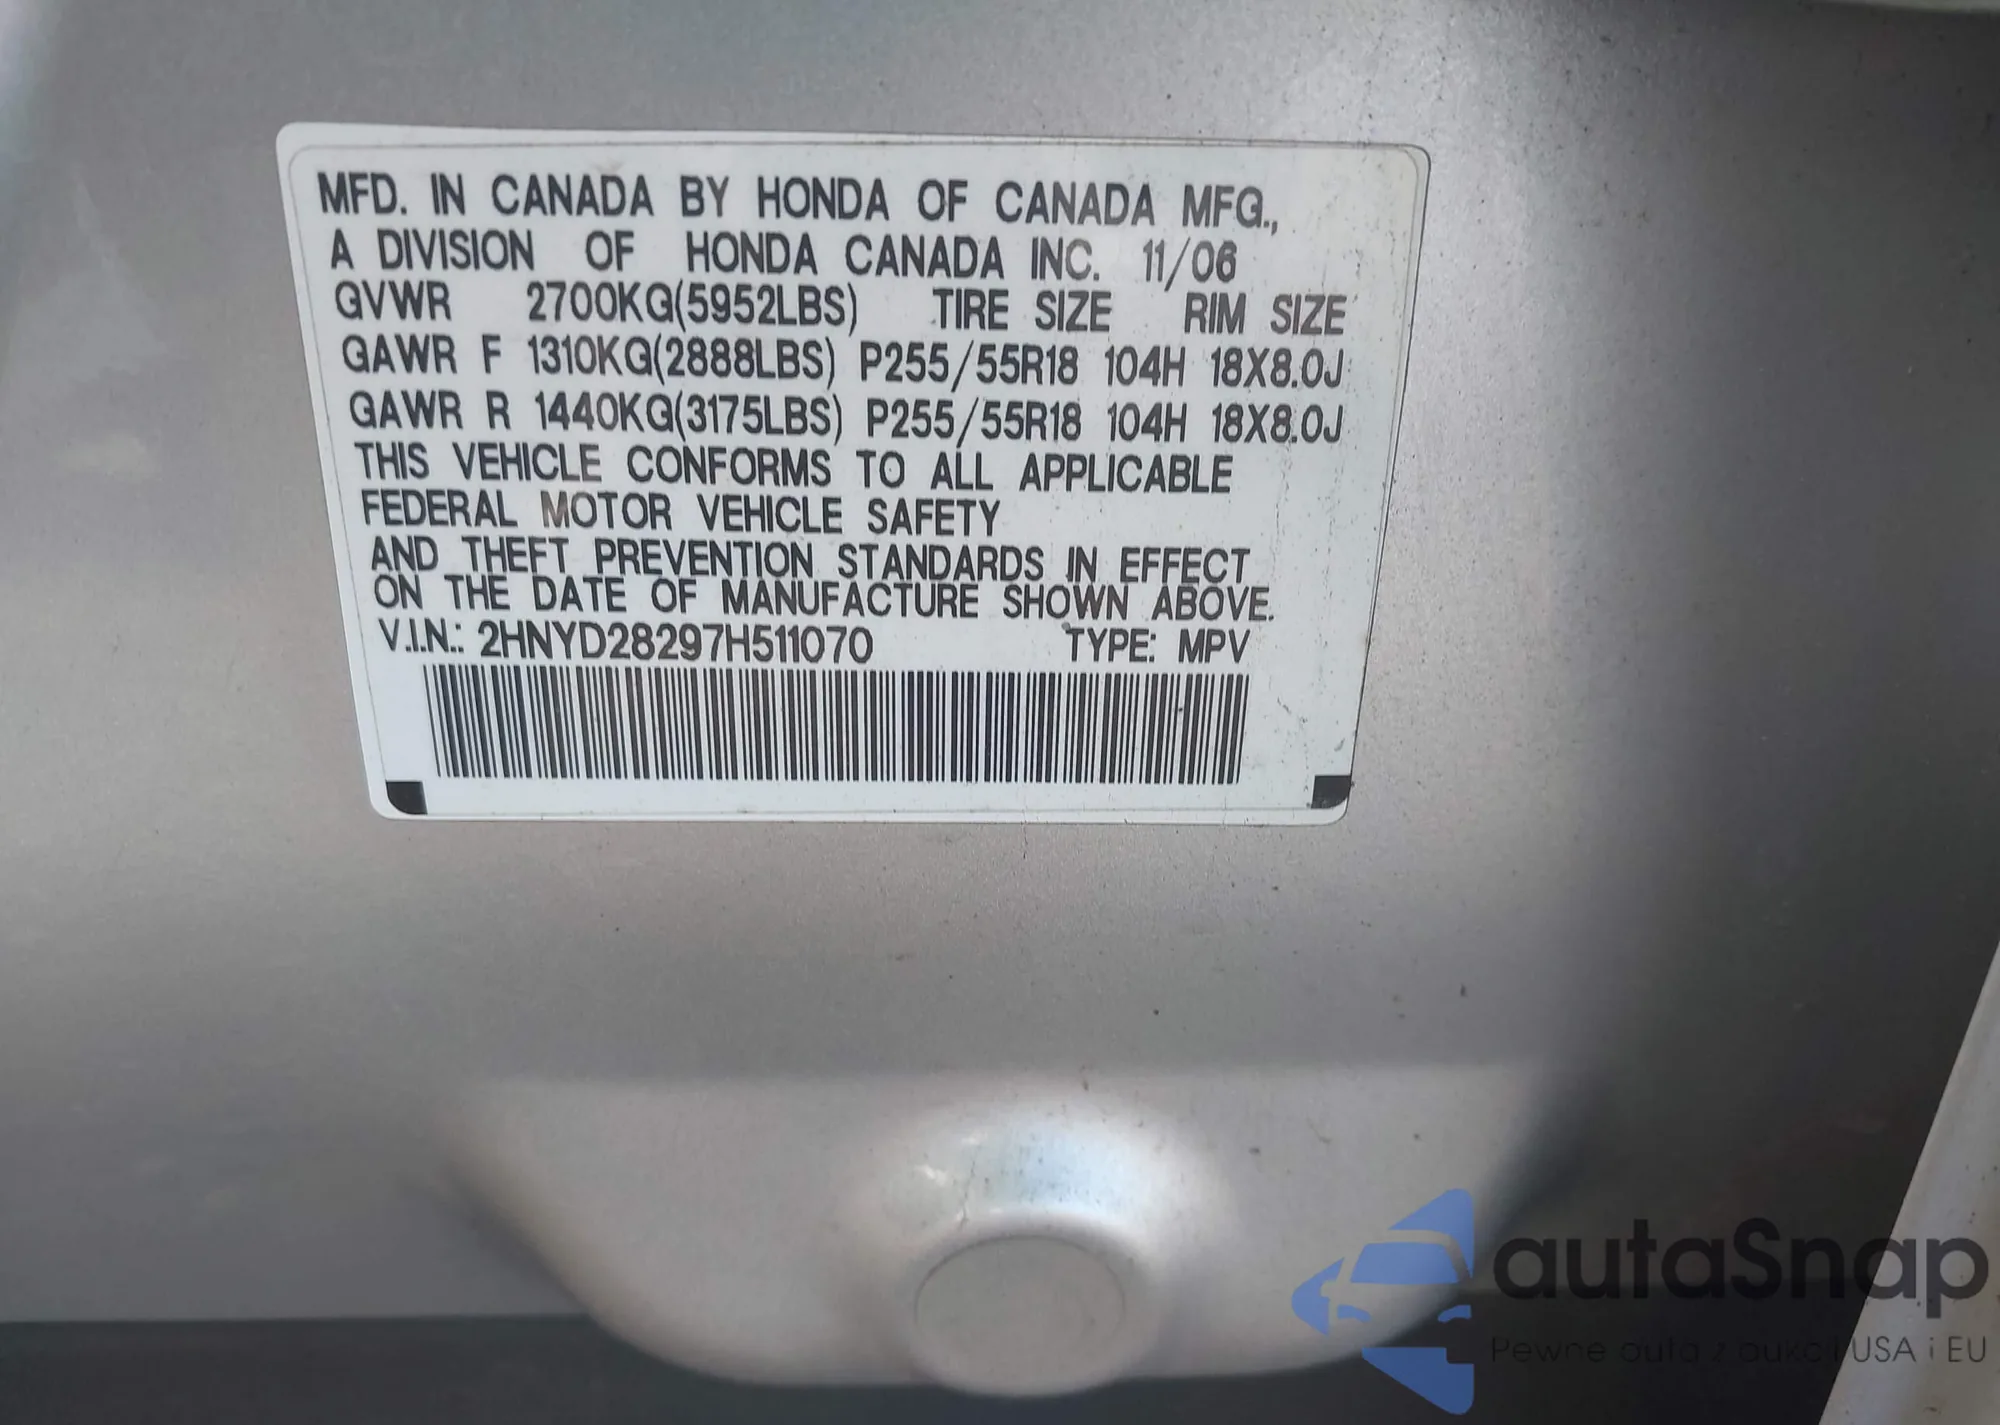 MFD. IN CANADA BY HONDA OF CANADA MFG.,
A DIVISION OF HONDA CANADA INC. 11/06
GVWR 2700KG(5952LBS) TIRE SIZE RIM SIZE
GAWR F 1310KG(2888LBS) P255/55R18 104H 18X8.0J
GAWR R 1440KG(3175LBS) P255/55R18 104H 18X8.0J
THIS VEHICLE CONFORMS TO ALL APPLICABLE
FEDERAL MOTOR VEHICLE SAFETY
AND THEFT PREVENTION STANDARDS IN EFFECT
ON THE DATE OF MANUFACTURE SHOWN ABOVE.
V.I.N.: 2HNYD28297H511070 TYPE: MPV
autaSnap
Pewne auta z aukcji USA i EU